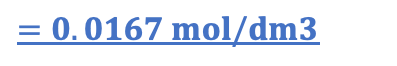 = 0.0167 mol/dm3